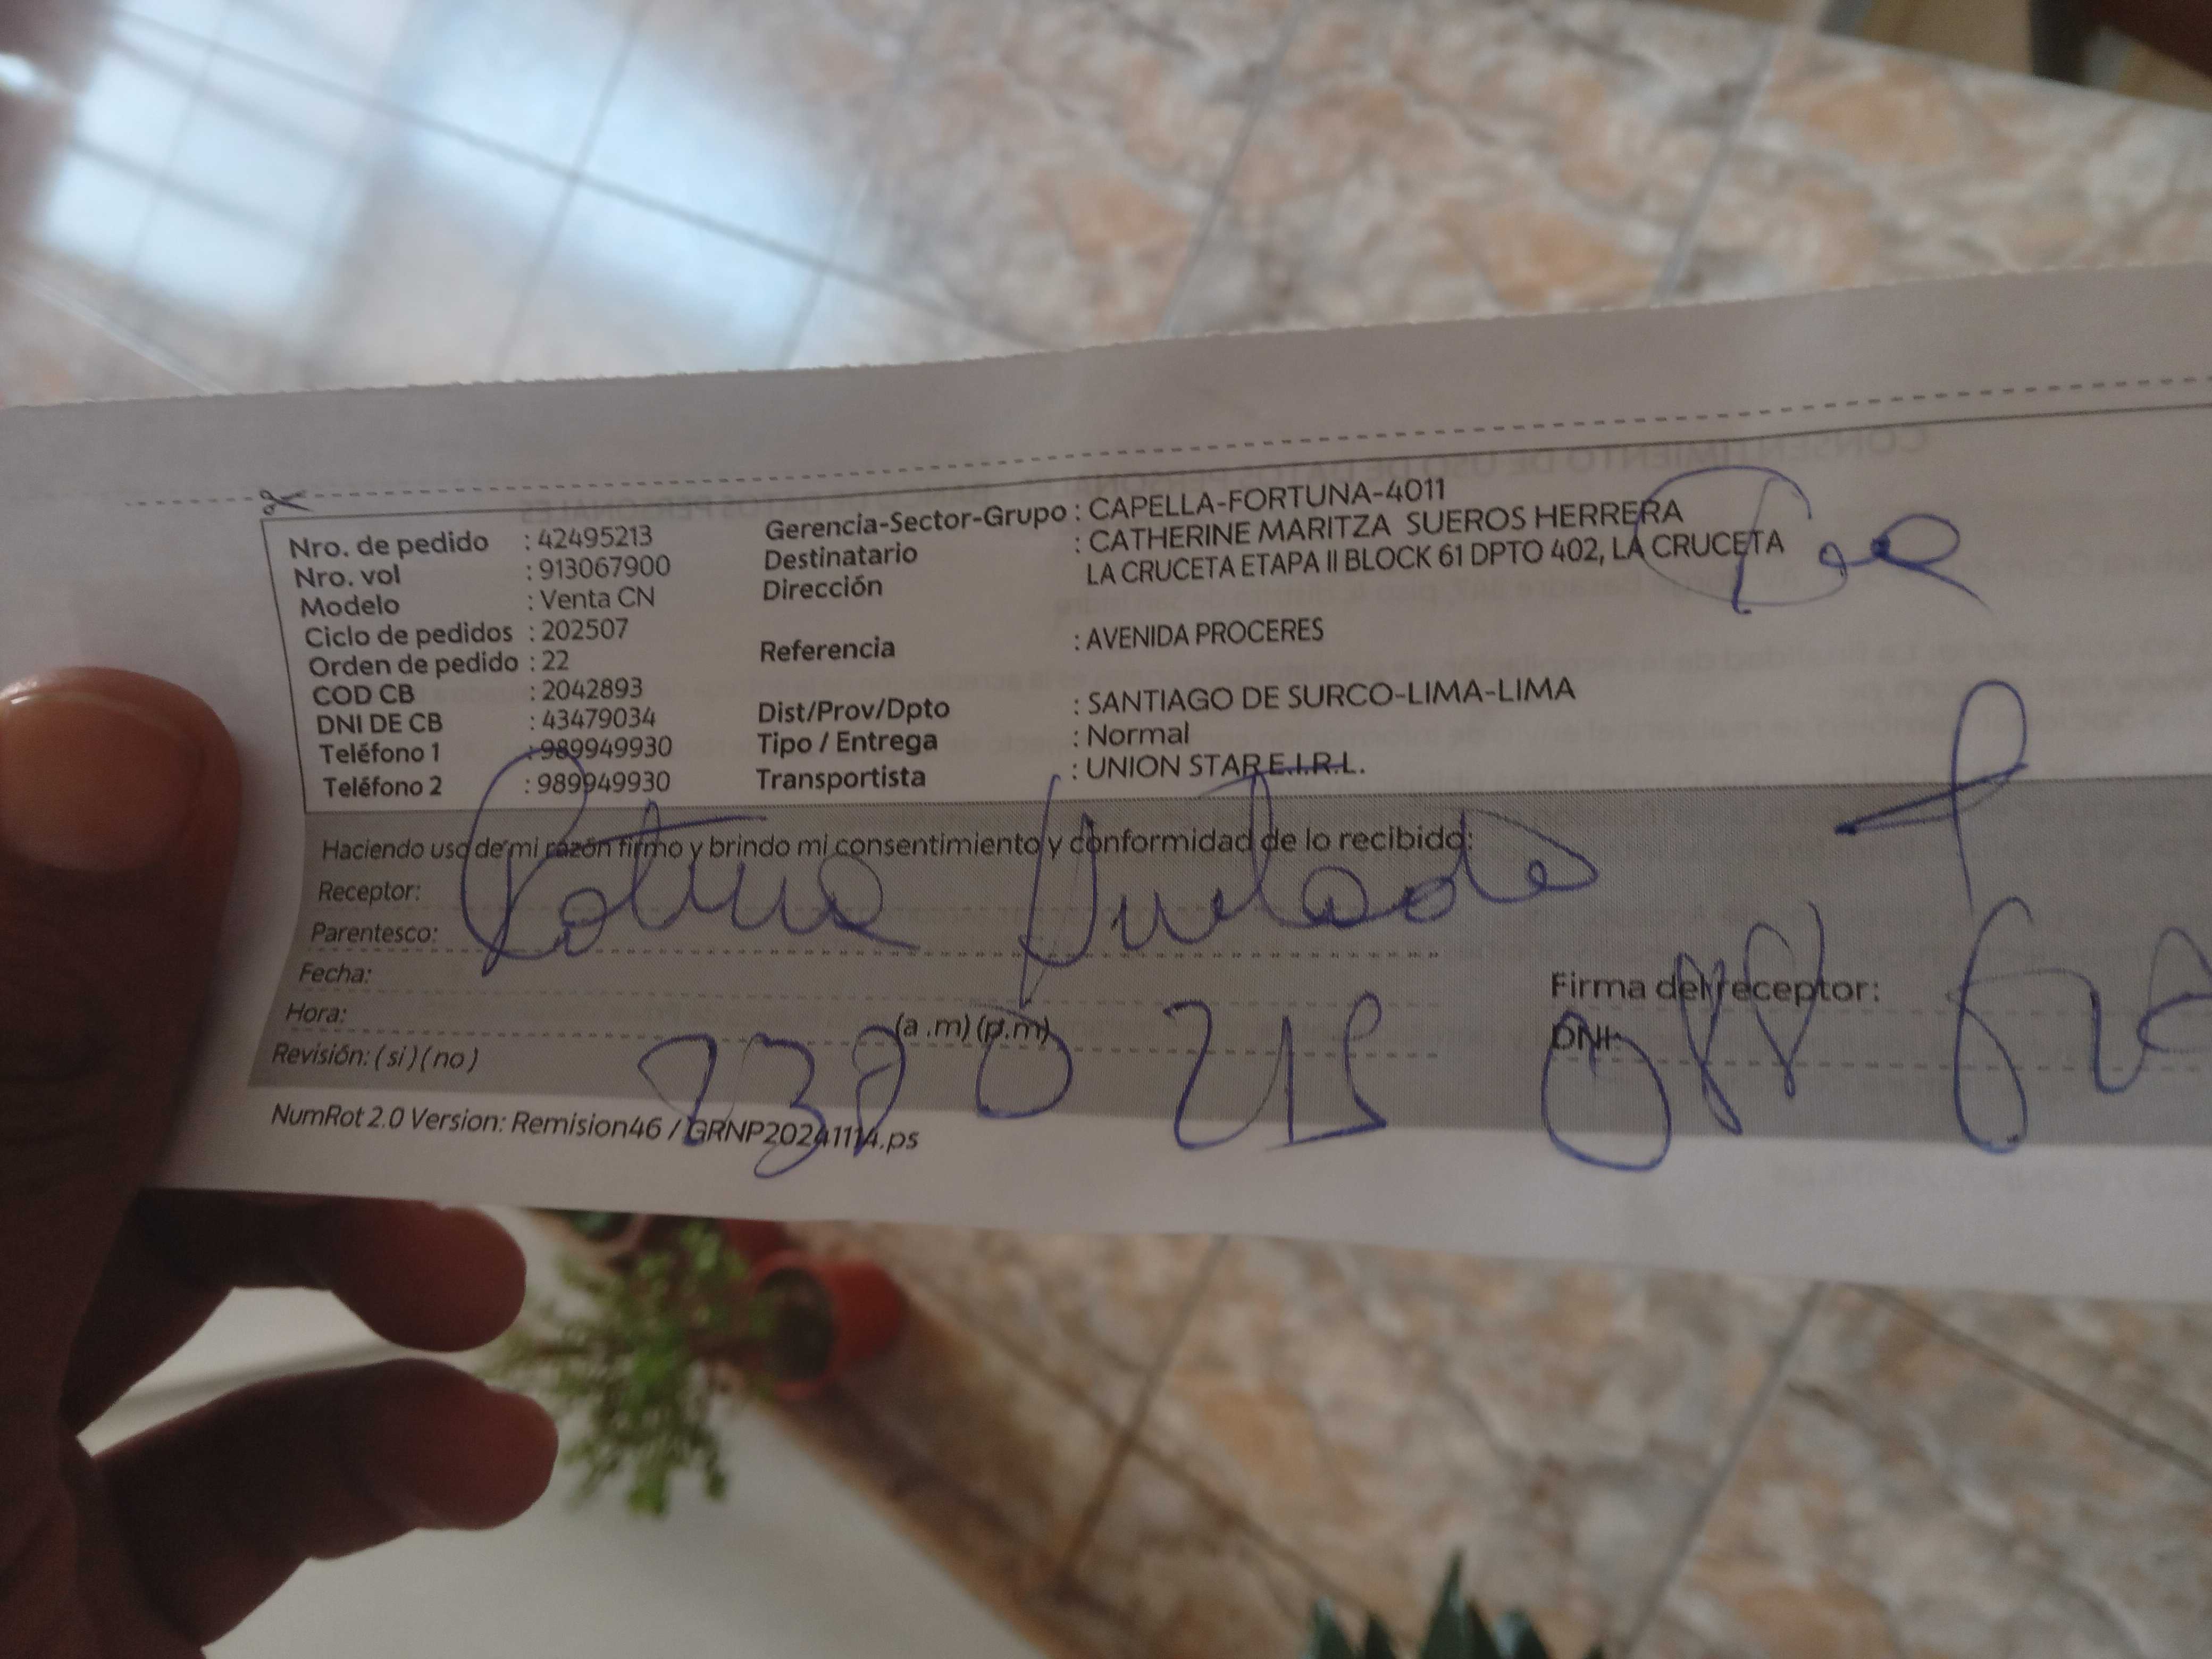 Nro. de pedido : 42495213
Nro. vol : 913067900
Modelo : Venta CN
Ciclo de pedidos : 202507
Orden de pedido : 22
COD CB : 2042893
DNI DE CB : 43479034
Teléfono 1 : 989949930
Teléfono 2 : 989949930
Gerencia-Sector-Grupo : CAPELLA-FORTUNA-4011
Destinatario : CATHERINE MARITZA SUEROS HERRERA
Dirección LA CRUCETA ETAPA II BLOCK 61 DPTO 402, LA CRUCETA
Referencia : AVENIDA PROCERES
Dist/Prov/Dpto : SANTIAGO DE SURCO-LIMA-LIMA
Tipo / Entrega : Normal
Transportista : UNION STAR E.I.R.L.
Haciendo uso de mi razón firmo y brindo mi consentimiento y conformidad de lo recibido:
Receptor:
Parentesco:
Fecha:
Hora: (a .m) (p.m)
Revisión: ( si ) ( no )
Firma del receptor:
DNI:
NumRot 2.0 Version: Remision46 / GRNP20241114.ps